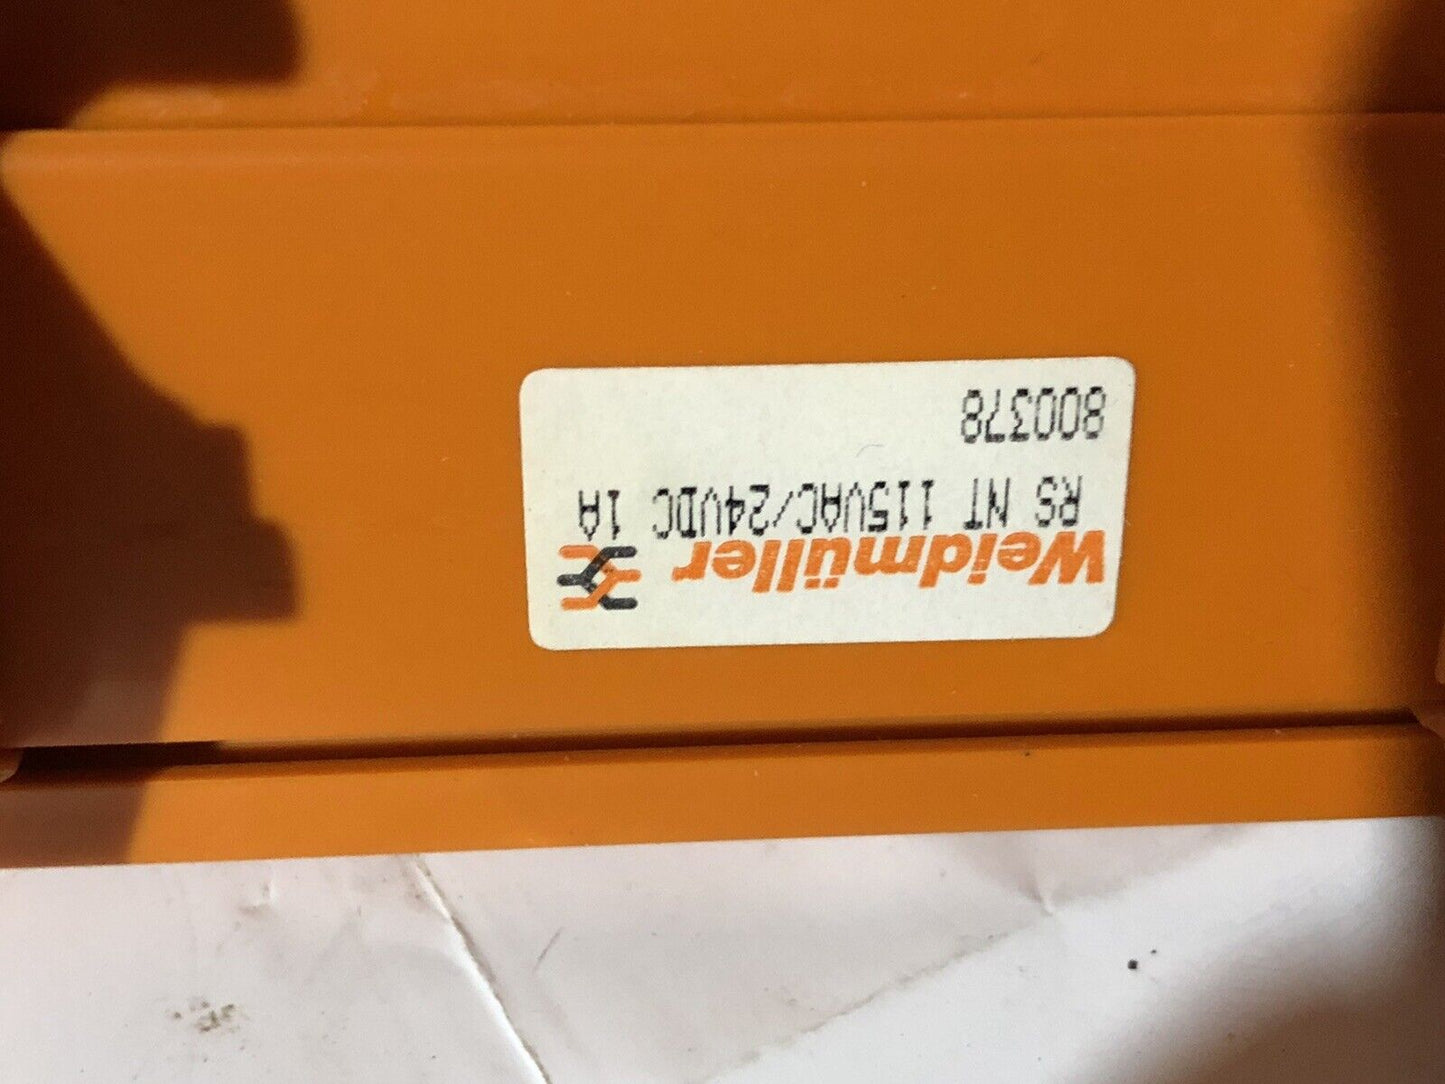 Weidmüller
RS NT 115VAC/24VDC 1A
800378